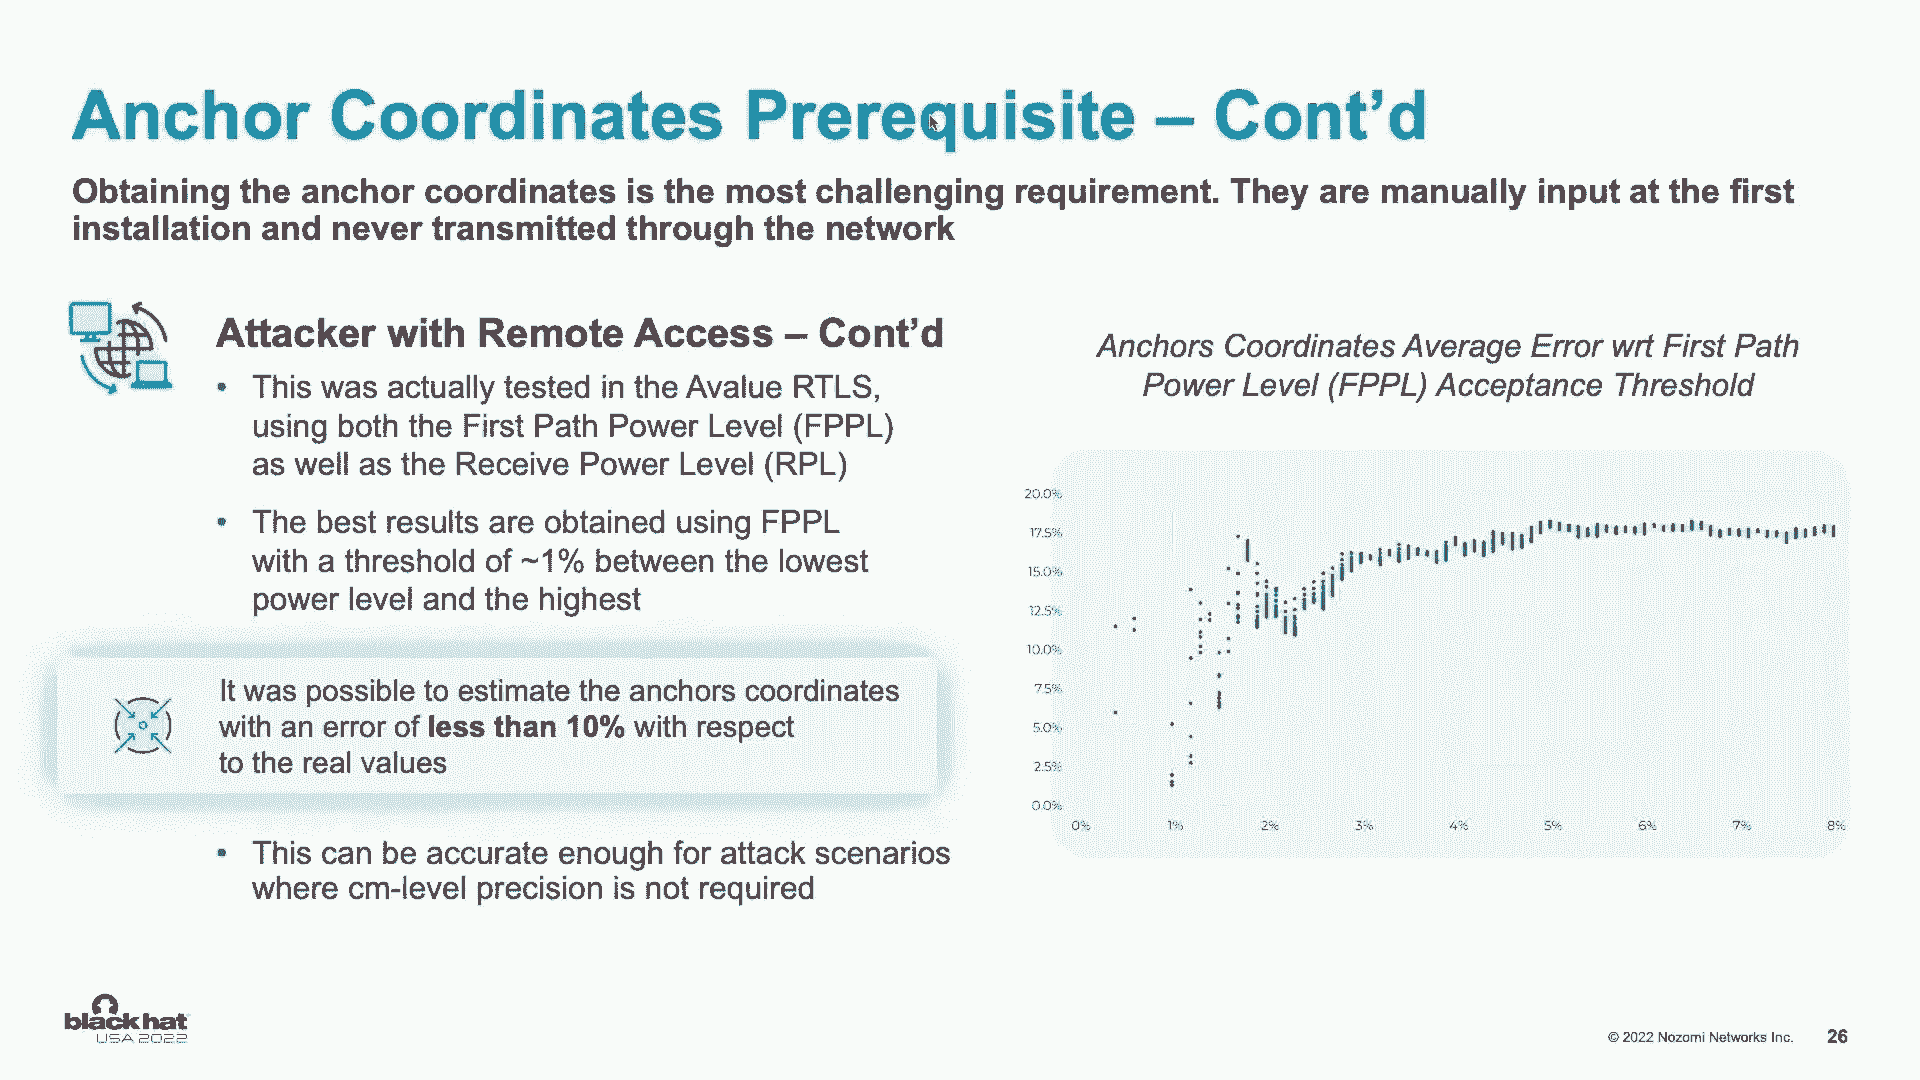 Anchor Coordinates Prerequisite – Cont’d
Obtaining the anchor coordinates is the most challenging requirement. They are manually input at the first
installation and never transmitted through the network
Attacker with Remote Access – Cont’d
• This was actually tested in the Avalue RTLS,
using both the First Path Power Level (FPPL)
as well as the Receive Power Level (RPL)
• The best results are obtained using FPPL
with a threshold of ~1% between the lowest
power level and the highest
It was possible to estimate the anchors coordinates
with an error of less than 10% with respect
to the real values
• This can be accurate enough for attack scenarios
where cm-level precision is not required
Anchors Coordinates Average Error wrt First Path
Power Level (FPPL) Acceptance Threshold
20.0%
17.5%
15.0%
12.5%
10.0%
7.5%
5.0%
2.5%
0.0%
0% 1% 2% 3% 4% 5% 6% 7% 8%
black hat
USA 2022
© 2022 Nozomi Networks Inc. 26